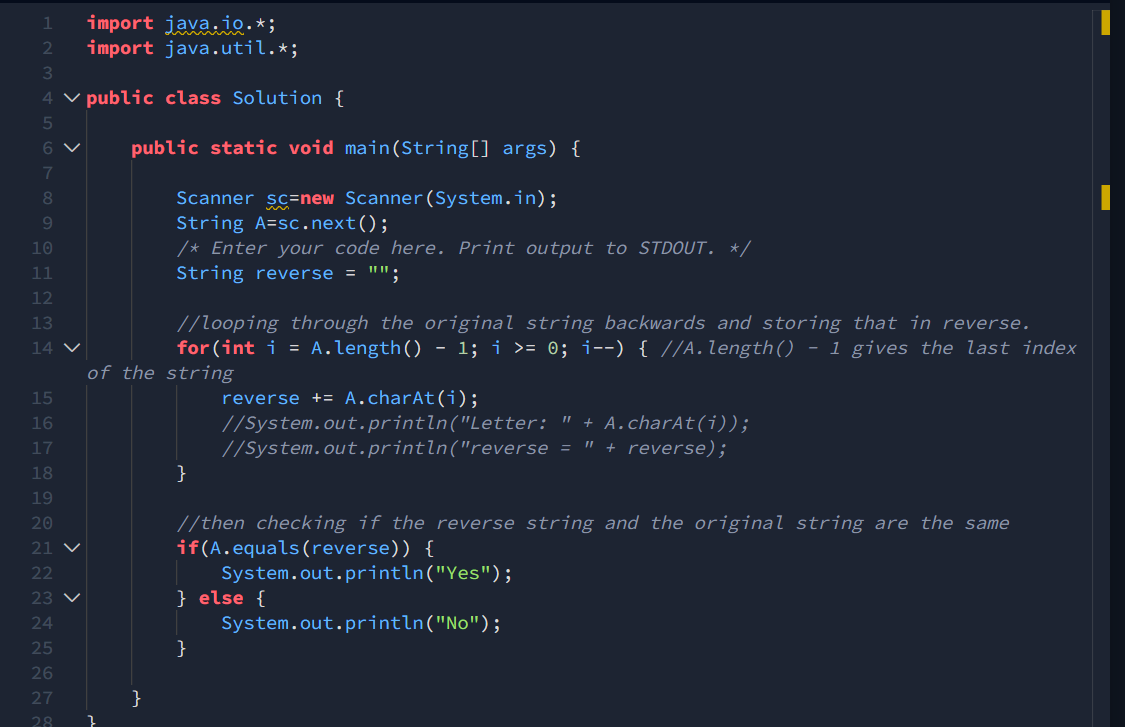 1 import java.io.*;
2 import java.util.*;
3
4 public class Solution {
5
6 public static void main(String[] args) {
7
8 Scanner sc=new Scanner(System.in);
9 String A=sc.next();
10 /* Enter your code here. Print output to STDOUT. */
11 String reverse = "";
12
13 //looping through the original string backwards and storing that in reverse.
14 for(int i = A.length() - 1; i >= 0; i--) { //A.length() - 1 gives the last index
of the string
15 reverse += A.charAt(i);
16 //System.out.println("Letter: " + A.charAt(i));
17 //System.out.println("reverse = " + reverse);
18 }
19
20 //then checking if the reverse string and the original string are the same
21 if(A.equals(reverse)) {
22 System.out.println("Yes");
23 } else {
24 System.out.println("No");
25 }
26
27 }
28 }